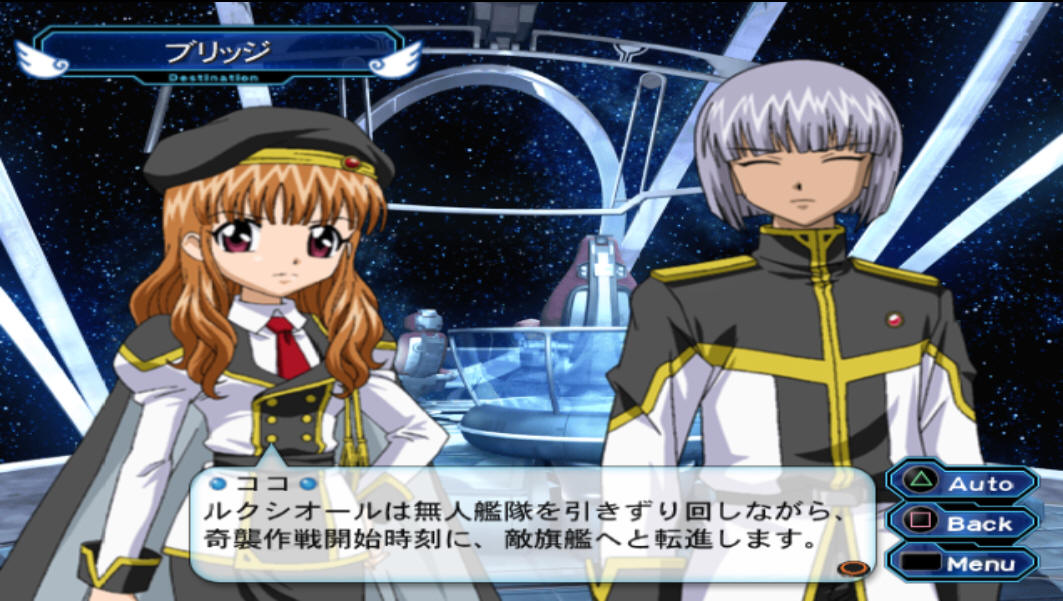 ブリッジ
Destination
ココ
ルクシオールは無人艦隊を引きずり回しながら、
奇襲作戦開始時刻に、敵旗艦へと転進します。
Auto
Back
Menu